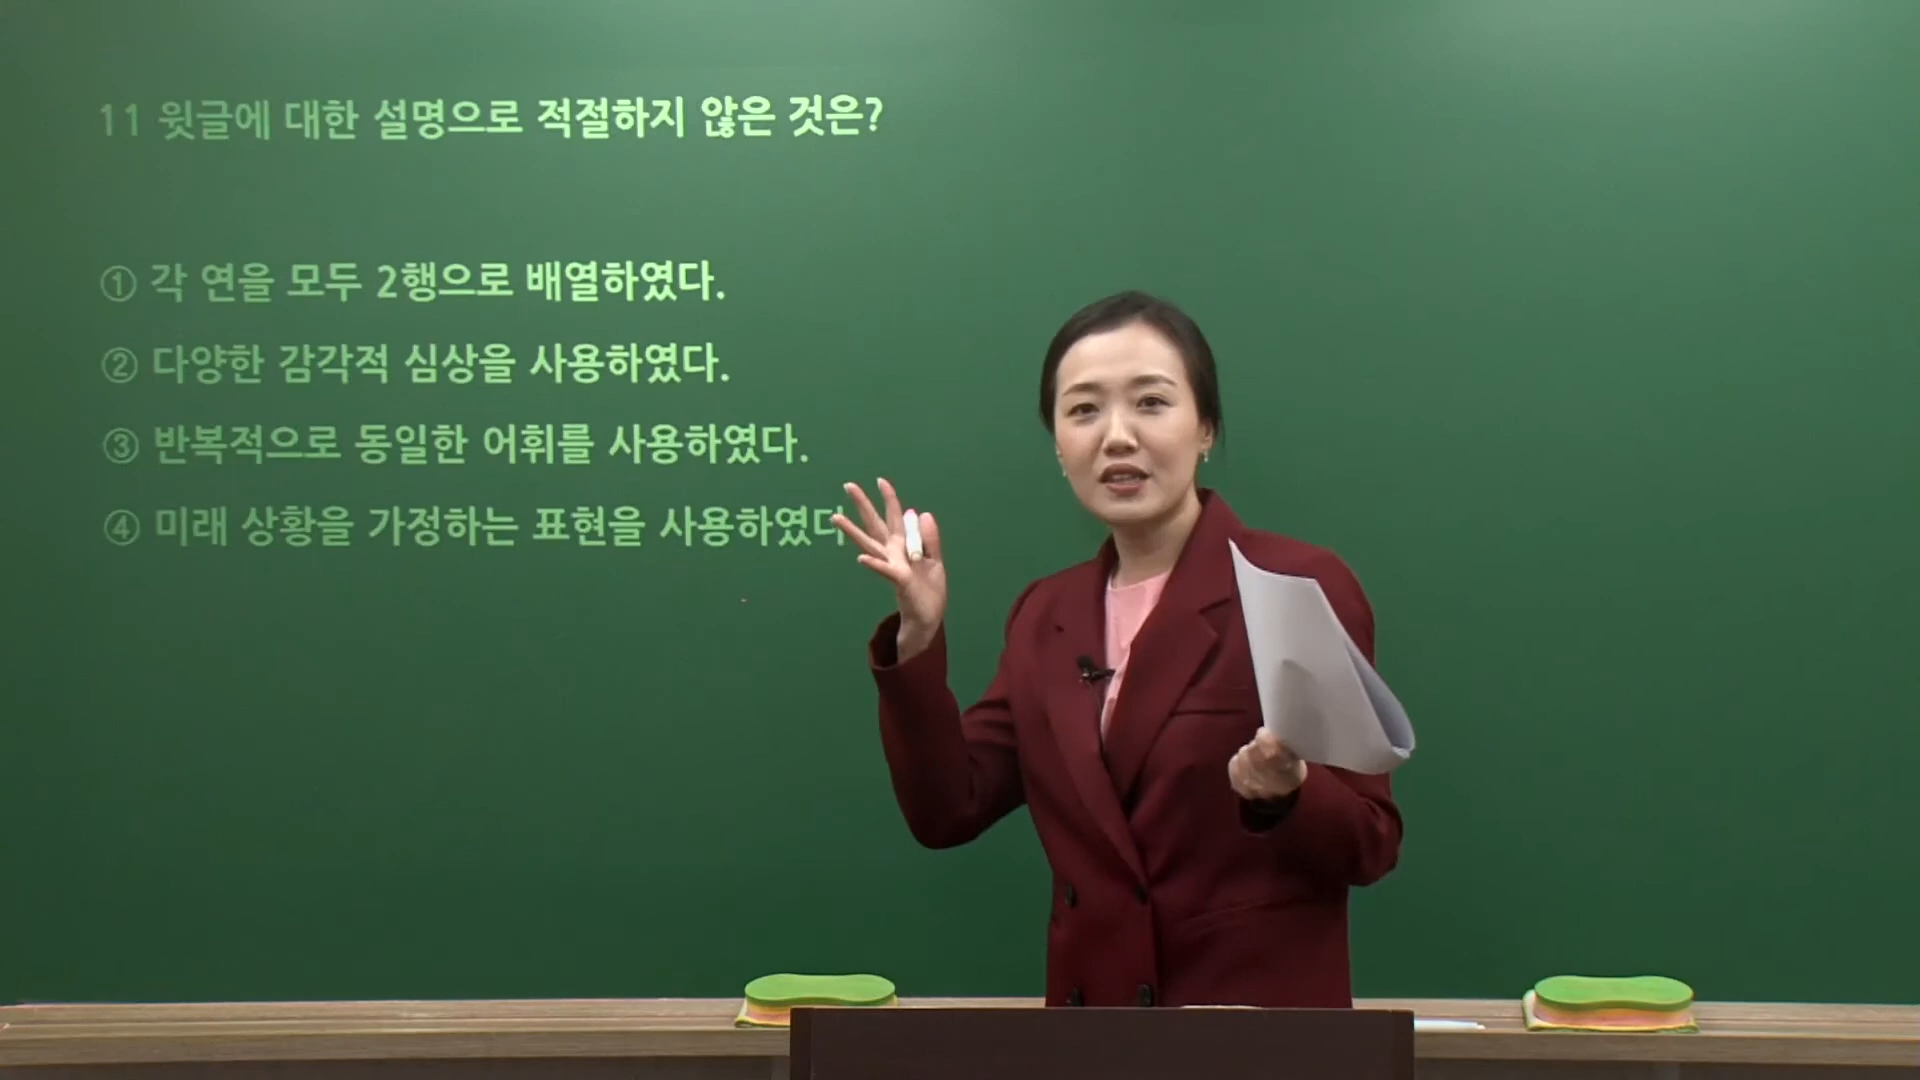 11 윗글에 대한 설명으로 적절하지 않은 것은?
① 각 연을 모두 2행으로 배열하였다.
② 다양한 감각적 심상을 사용하였다.
③ 반복적으로 동일한 어휘를 사용하였다.
④ 미래 상황을 가정하는 표현을 사용하였다